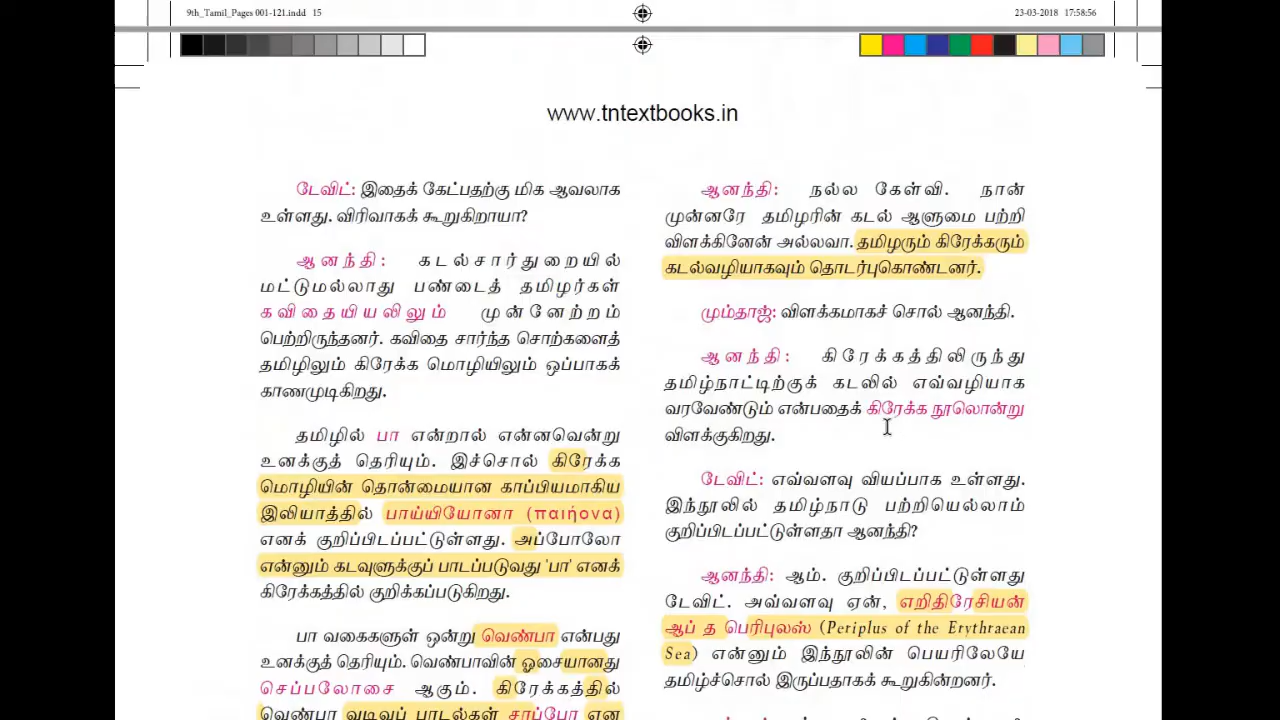 9th_Tamil_Pages 001-121.indd 15
23-03-2018 17:58:56
www.tntextbooks.in
டேவிட்: இதைக் கேட்பதற்கு மிக ஆவலாக
உள்ளது. விரிவாகக் கூறுகிறாயா?
ஆனந்தி: கடல்சார்துறையில்
மட்டுமல்லாது பண்டைத் தமிழர்கள்
கவிதையியலிலும் முன்னேற்றம்
பெற்றிருந்தனர். கவிதை சார்ந்த சொற்களைத்
தமிழிலும் கிரேக்க மொழியிலும் ஒப்பாகக்
காணமுடிகிறது.
தமிழில் பா என்றால் என்னவென்று
உனக்குத் தெரியும். இச்சொல் கிரேக்க
மொழியின் தொன்மையான காப்பியமாகிய
இலியாத்தில் பாய்யியோனா (παιήονα)
எனக் குறிப்பிடப்பட்டுள்ளது. அப்போலோ
என்னும் கடவுளுக்குப் பாடப்படுவது 'பா' எனக்
கிரேக்கத்தில் குறிக்கப்படுகிறது.
பா வகைகளுள் ஒன்று வெண்பா என்பது
உனக்குத் தெரியும். வெண்பாவின் ஓசையானது
செப்பலோசை ஆகும். கிரேக்கத்தில்
வெண்பா வடிவப் பாடல்கள் சாப்போ என
ஆனந்தி: நல்ல கேள்வி. நான்
முன்னரே தமிழரின் கடல் ஆளுமை பற்றி
விளக்கினேன் அல்லவா. தமிழரும் கிரேக்கரும்
கடல்வழியாகவும் தொடர்புகொண்டனர்.
மும்தாஜ்: விளக்கமாகச் சொல் ஆனந்தி.
ஆனந்தி: கிரேக்கத்திலிருந்து
தமிழ்நாட்டிற்குக் கடலில் எவ்வழியாக
வரவேண்டும் என்பதைக் கிரேக்க நூலொன்று
விளக்குகிறது.
டேவிட்: எவ்வளவு வியப்பாக உள்ளது.
இந்நூலில் தமிழ்நாடு பற்றியெல்லாம்
குறிப்பிடப்பட்டுள்ளதா ஆனந்தி?
ஆனந்தி: ஆம். குறிப்பிடப்பட்டுள்ளது
டேவிட். அவ்வளவு ஏன், எறிதிரேசியன்
ஆப் த பெரிபுலஸ் (Periplus of the Erythraean
Sea) என்னும் இந்நூலின் பெயரிலேயே
தமிழ்ச்சொல் இருப்பதாகக் கூறுகின்றனர்.